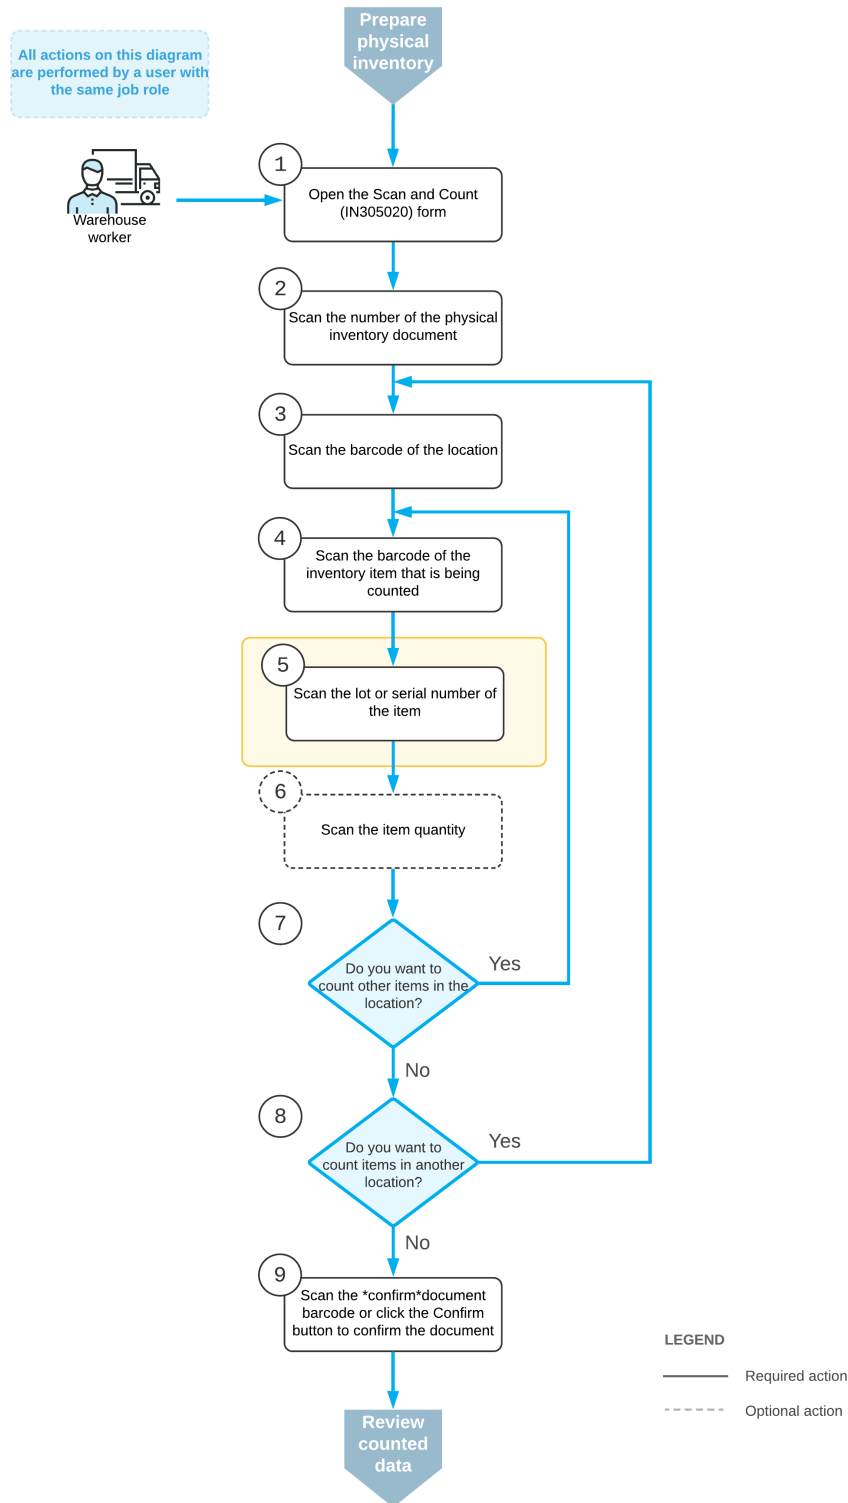 Prepare
physical
inventory
All actions on this diagram
are performed by a user with
the same job role
Warehouse
worker
1
Open the Scan and Count
(IN305020) form
2
Scan the number of the physical
inventory document
3
Scan the barcode of the location
4
Scan the barcode of the
inventory item that is being
counted
5
Scan the lot or serial number of
the item
6
Scan the item quantity
7
Do you want to
count other items in the
location?
Yes
No
8
Do you want to
count items in another
location?
Yes
No
9
Scan the *confirm*document
barcode or click the Confirm
button to confirm the document
Review
counted
data
LEGEND
Required action
Optional action